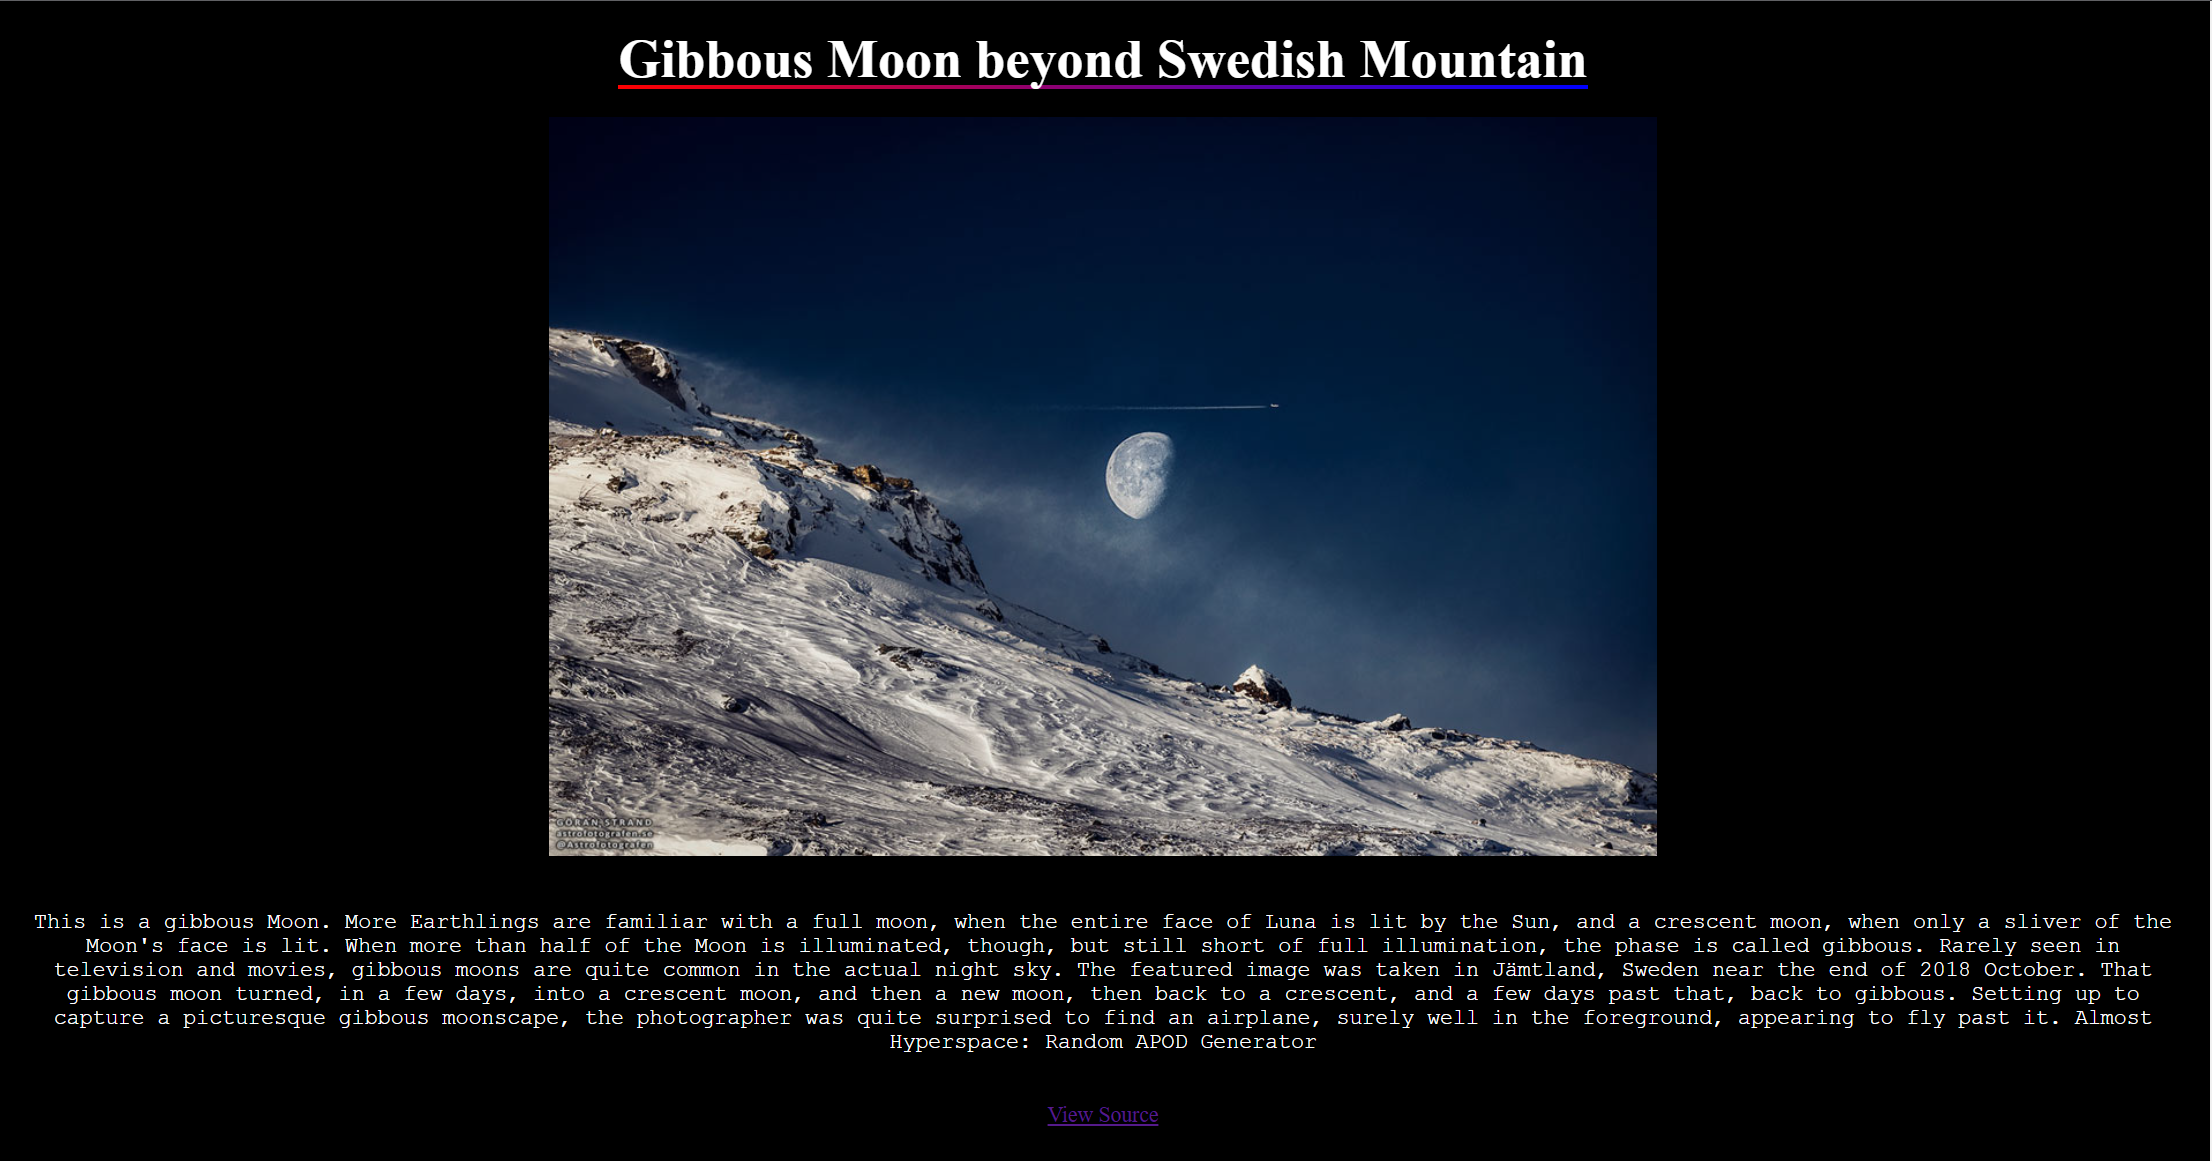 Gibbous Moon beyond Swedish Mountain
GÖRAN STRAND
astrofotografen.se
@Astrofotografen
This is a gibbous Moon. More Earthlings are familiar with a full moon, when the entire face of Luna is lit by the Sun, and a crescent moon, when only a sliver of the
Moon's face is lit. When more than half of the Moon is illuminated, though, but still short of full illumination, the phase is called gibbous. Rarely seen in
television and movies, gibbous moons are quite common in the actual night sky. The featured image was taken in Jämtland, Sweden near the end of 2018 October. That
gibbous moon turned, in a few days, into a crescent moon, and then a new moon, then back to a crescent, and a few days past that, back to gibbous. Setting up to
capture a picturesque gibbous moonscape, the photographer was quite surprised to find an airplane, surely well in the foreground, appearing to fly past it. Almost
Hyperspace: Random APOD Generator
View Source